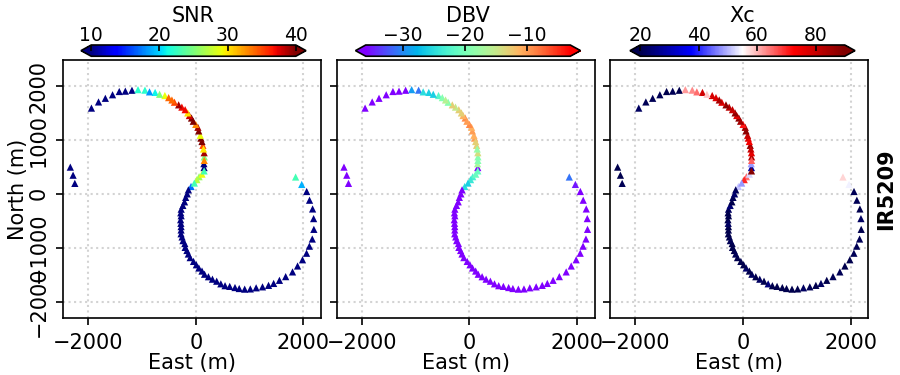 SNR DBV Xc
10 20 30 40 −30 −20 −10 20 40 60 80
2000
1000
0
−1000
−2000
North (m)
IR5209
−2000 0 2000 −2000 0 2000 −2000 0 2000
East (m) East (m) East (m)